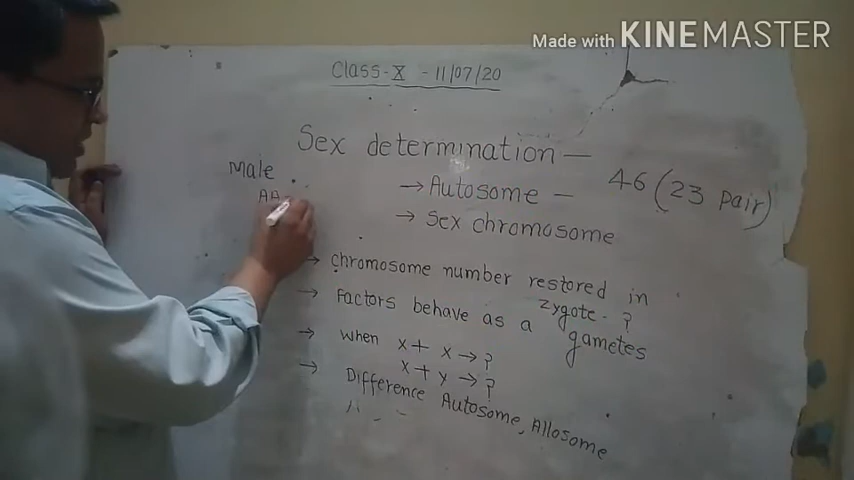 Made with KINEMASTER
Class-X - 11/07/20
Sex determination —
Male
AA
→ Autosome — 46 (23 pair)
→ Sex chromosome
→ chromosome number restored in
zygote - ?
→ Factors behave as a gametes
→ when x + x → ?
x + y → ?
→ Difference Autosome, Allosome